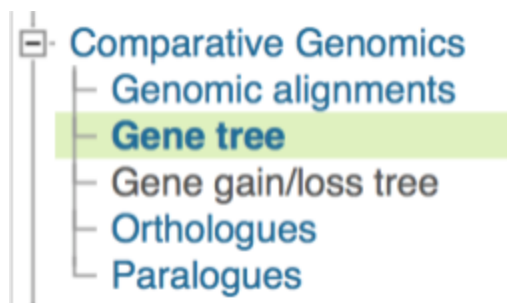 Comparative Genomics
Genomic alignments
Gene tree
Gene gain/loss tree
Orthologues
Paralogues